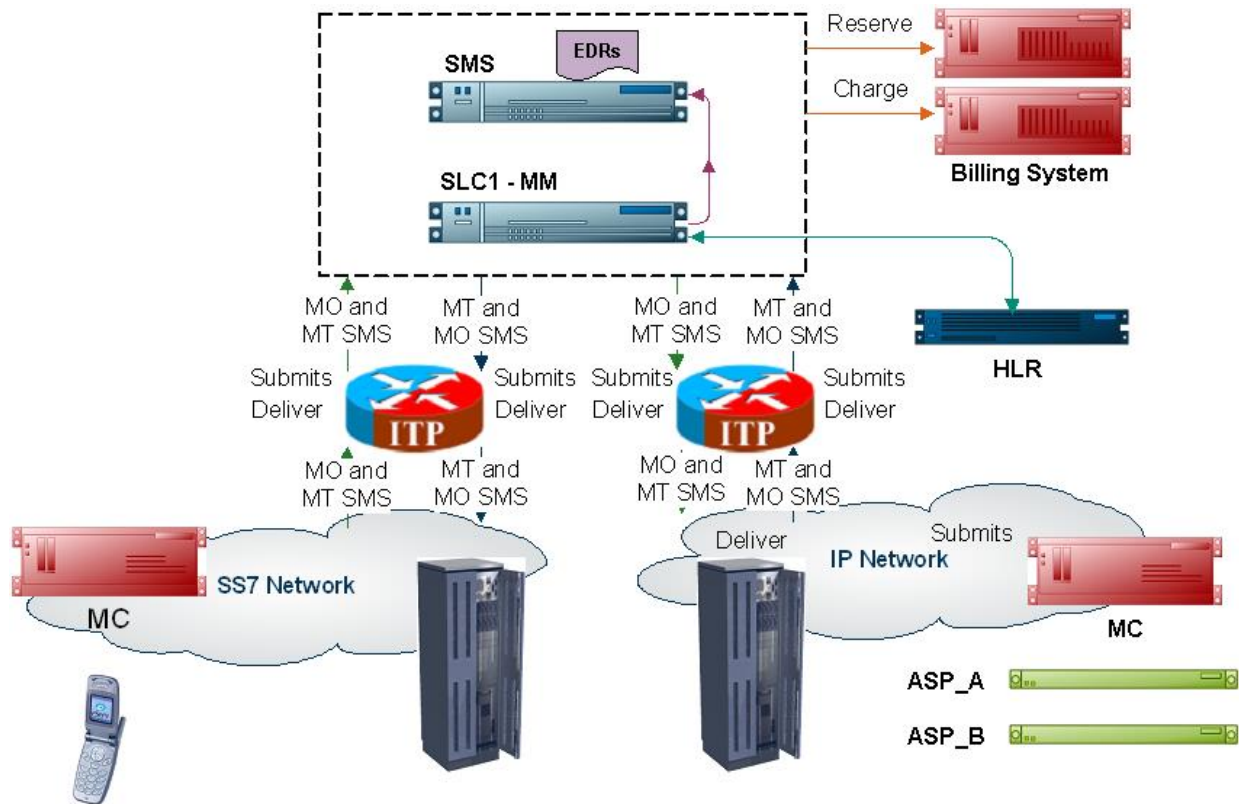 Reserve
EDRs
SMS
Charge
SLC1 - MM
Billing System
MO and
MT SMS
MT and
MO SMS
MO and
MT SMS
MT and
MO SMS
HLR
Submits
Deliver
Submits
Deliver
Submits
Deliver
Submits
Deliver
ITP
ITP
MO and
MT SMS
MT and
MO SMS
MO and
MT SMS
MT and
MO SMS
Deliver
Submits
IP Network
SS7 Network
MC
MC
ASP_A
ASP_B